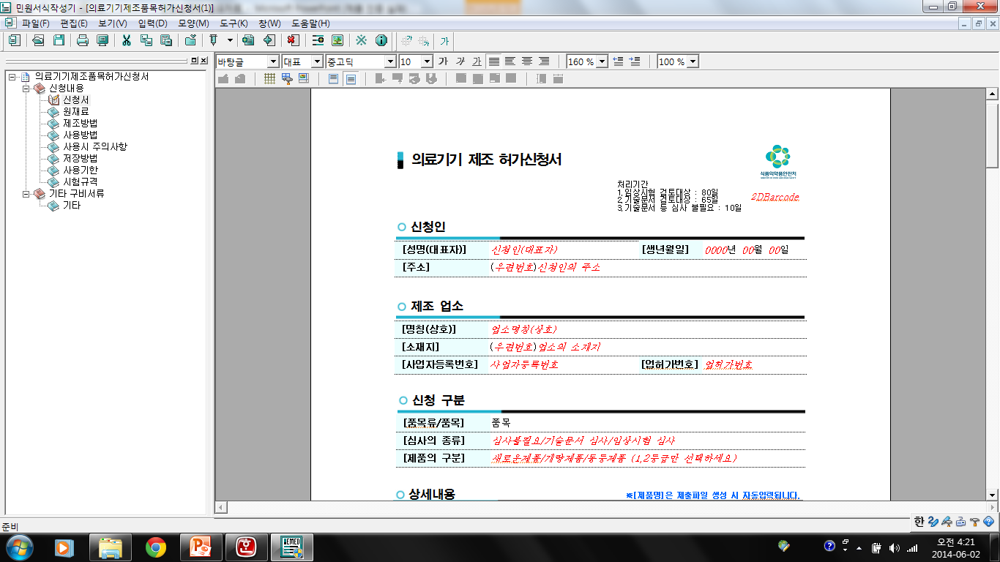 민원서식작성기 - [의료기기제조품목허가신청서(1)]
파일(F) 편집(E) 보기(V) 입력(D) 모양(M) 도구(K) 창(W) 도움말(H)
바탕글 대표 중고딕 10 가 가 가 160 % 100 %
의료기기제조품목허가신청서
신청내용
신청서
원재료
제조방법
사용방법
사용시 주의사항
저장방법
사용기한
시험규격
기타 구비서류
기타
의료기기 제조 허가신청서
식품의약품안전처
처리기간
1.임상시험 검토대상 : 80일
2.기술문서 검토대상 : 65일
3.기술문서 등 심사 불필요 : 10일
2DBarcode
신청인
[성명(대표자)] 신청인(대표자) [생년월일] 0000년 00월 00일
[주소] (우편번호)신청인의 주소
제조 업소
[명칭(상호)] 업소명칭(상호)
[소재지] (우편번호)업소의 소재지
[사업자등록번호] 사업자등록번호 [업허가번호] 업허가번호
신청 구분
[품목류/품목] 품목
[심사의 종류] 심사불필요/기술문서 심사/임상시험 심사
[제품의 구분] 새로운제품/개량제품/동등제품 (1,2등급만 선택하세요)
상세내용 ※[제품명]은 제출파일 생성 시 자동입력됩니다.
준비
한
EMED
오전 4:21
2014-06-02